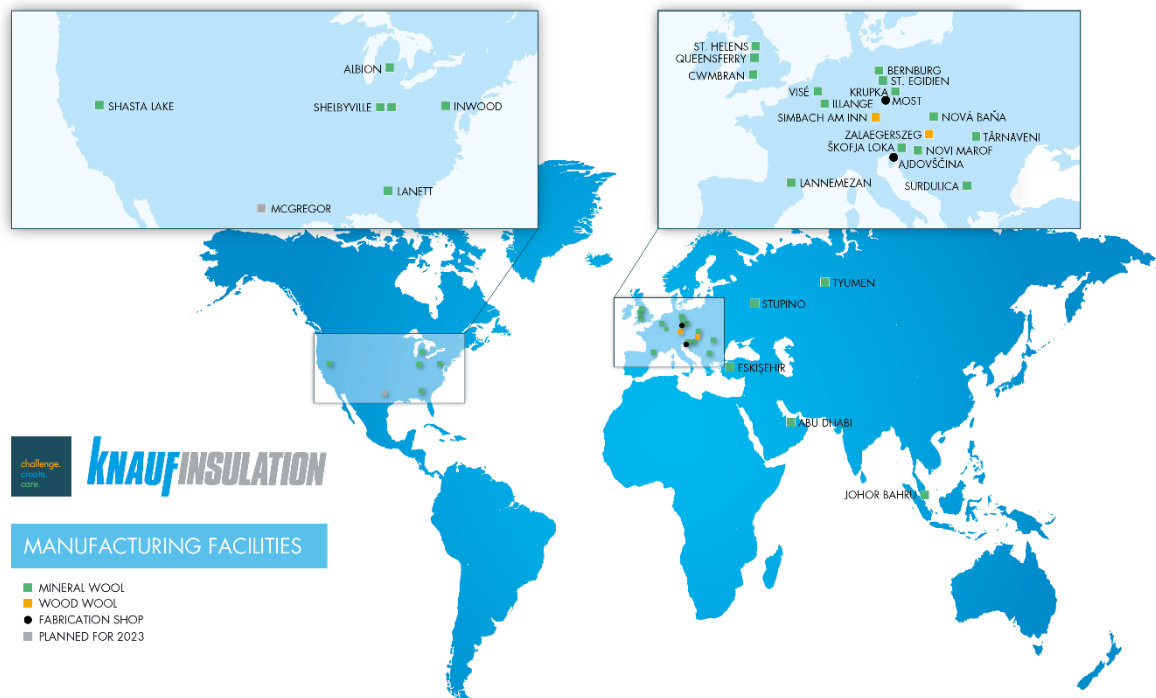 ALBION
SHASTA LAKE
SHELBYVILLE
INWOOD
LANETT
MCGREGOR
ST. HELENS
QUEENSFERRY
CWMBRAN
BERNBURG
ST. EGIDIEN
VISÉ
KRUPKA
MOST
ILLANGE
SIMBACH AM INN
NOVÁ BAŇA
ZALAEGERSZEG
TÂRNAVENI
ŠKOFJA LOKA
NOVI MAROF
AJDOVŠČINA
LANNEMEZAN
SURDULICA
TYUMEN
STUPINO
ESKIŞEHIR
ABU DHABI
JOHOR BAHRU
challenge.
create.
care.
KNAUFINSULATION
MANUFACTURING FACILITIES
MINERAL WOOL
WOOD WOOL
FABRICATION SHOP
PLANNED FOR 2023